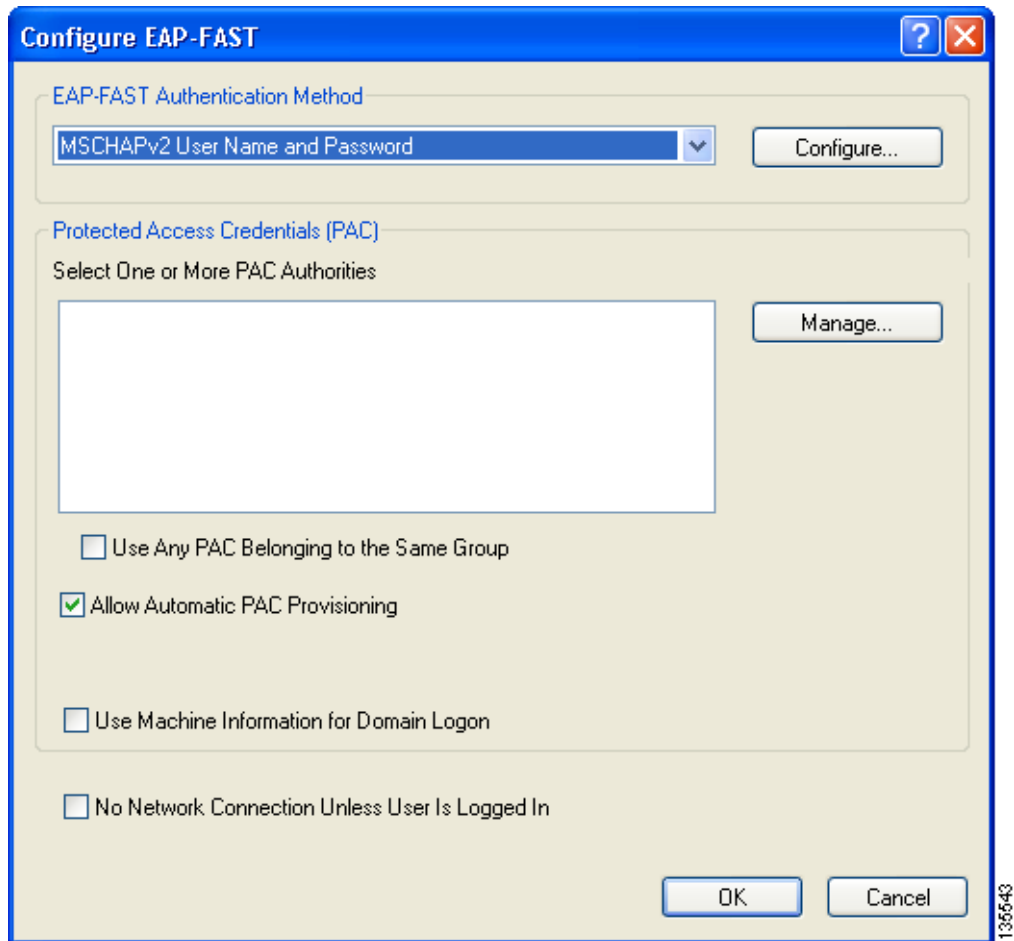 Configure EAP-FAST
EAP-FAST Authentication Method
MSCHAPv2 User Name and Password
Configure...
Protected Access Credentials (PAC)
Select One or More PAC Authorities
Manage...
Use Any PAC Belonging to the Same Group
Allow Automatic PAC Provisioning
Use Machine Information for Domain Logon
No Network Connection Unless User Is Logged In
OK
Cancel
135543